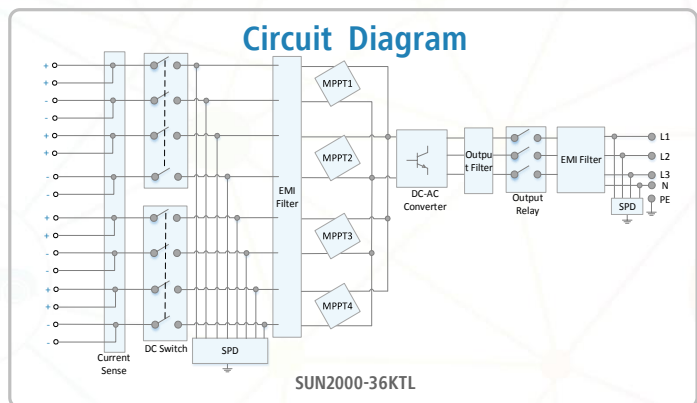 Circuit Diagram
+
+
-
-
+
+
-
-
+
+
-
-
+
+
-
-
Current
Sense
DC Switch
SPD
EMI
Filter
MPPT1
MPPT2
MPPT3
MPPT4
DC-AC
Converter
Outpu
t Filter
Output
Relay
EMI Filter
SPD
L1
L2
L3
N
PE
SUN2000-36KTL